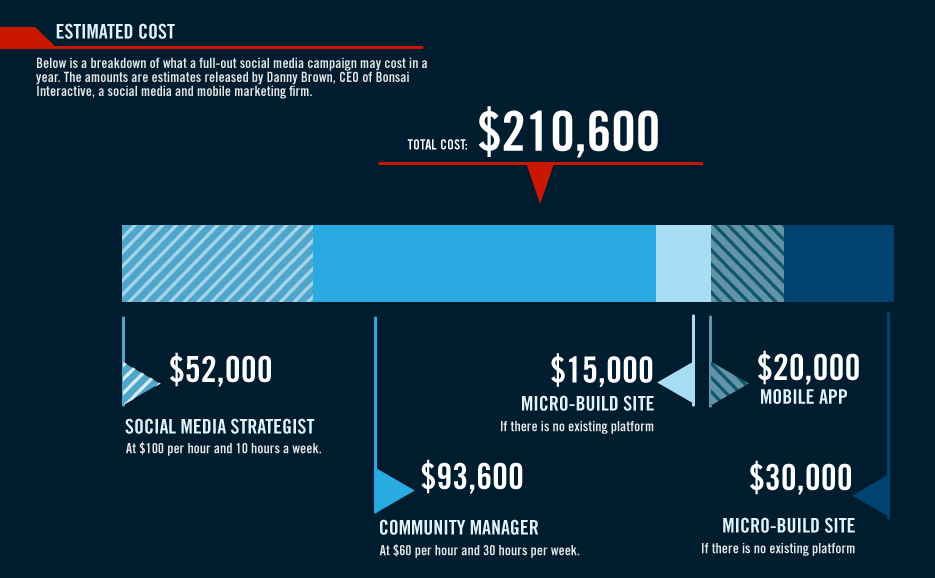 ESTIMATED COST
Below is a breakdown of what a full-out social media campaign may cost in a
year. The amounts are estimates released by Danny Brown, CEO of Bonsai
Interactive, a social media and mobile marketing firm.
TOTAL COST: $210,600
$52,000
SOCIAL MEDIA STRATEGIST
At $100 per hour and 10 hours a week.
$93,600
COMMUNITY MANAGER
At $60 per hour and 30 hours per week.
$15,000
MICRO-BUILD SITE
If there is no existing platform
$20,000
MOBILE APP
$30,000
MICRO-BUILD SITE
If there is no existing platform